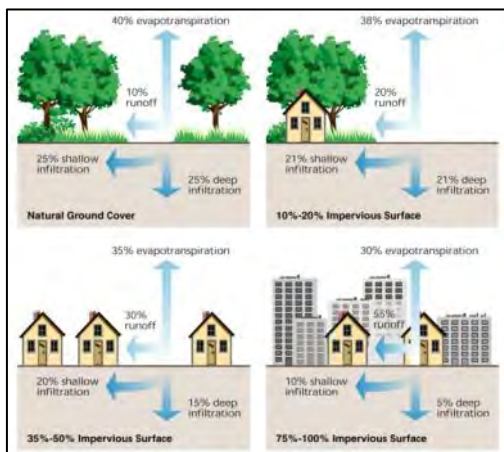 40% evapotranspiration
10%
runoff
25% shallow
infiltration
25% deep
infiltration
Natural Ground Cover
38% evapotranspiration
20%
runoff
21% shallow
infiltration
21% deep
infiltration
10%-20% Impervious Surface
35% evapotranspiration
30%
runoff
20% shallow
infiltration
15% deep
infiltration
35%-50% Impervious Surface
30% evapotranspiration
55%
runoff
10% shallow
infiltration
5% deep
infiltration
75%-100% Impervious Surface